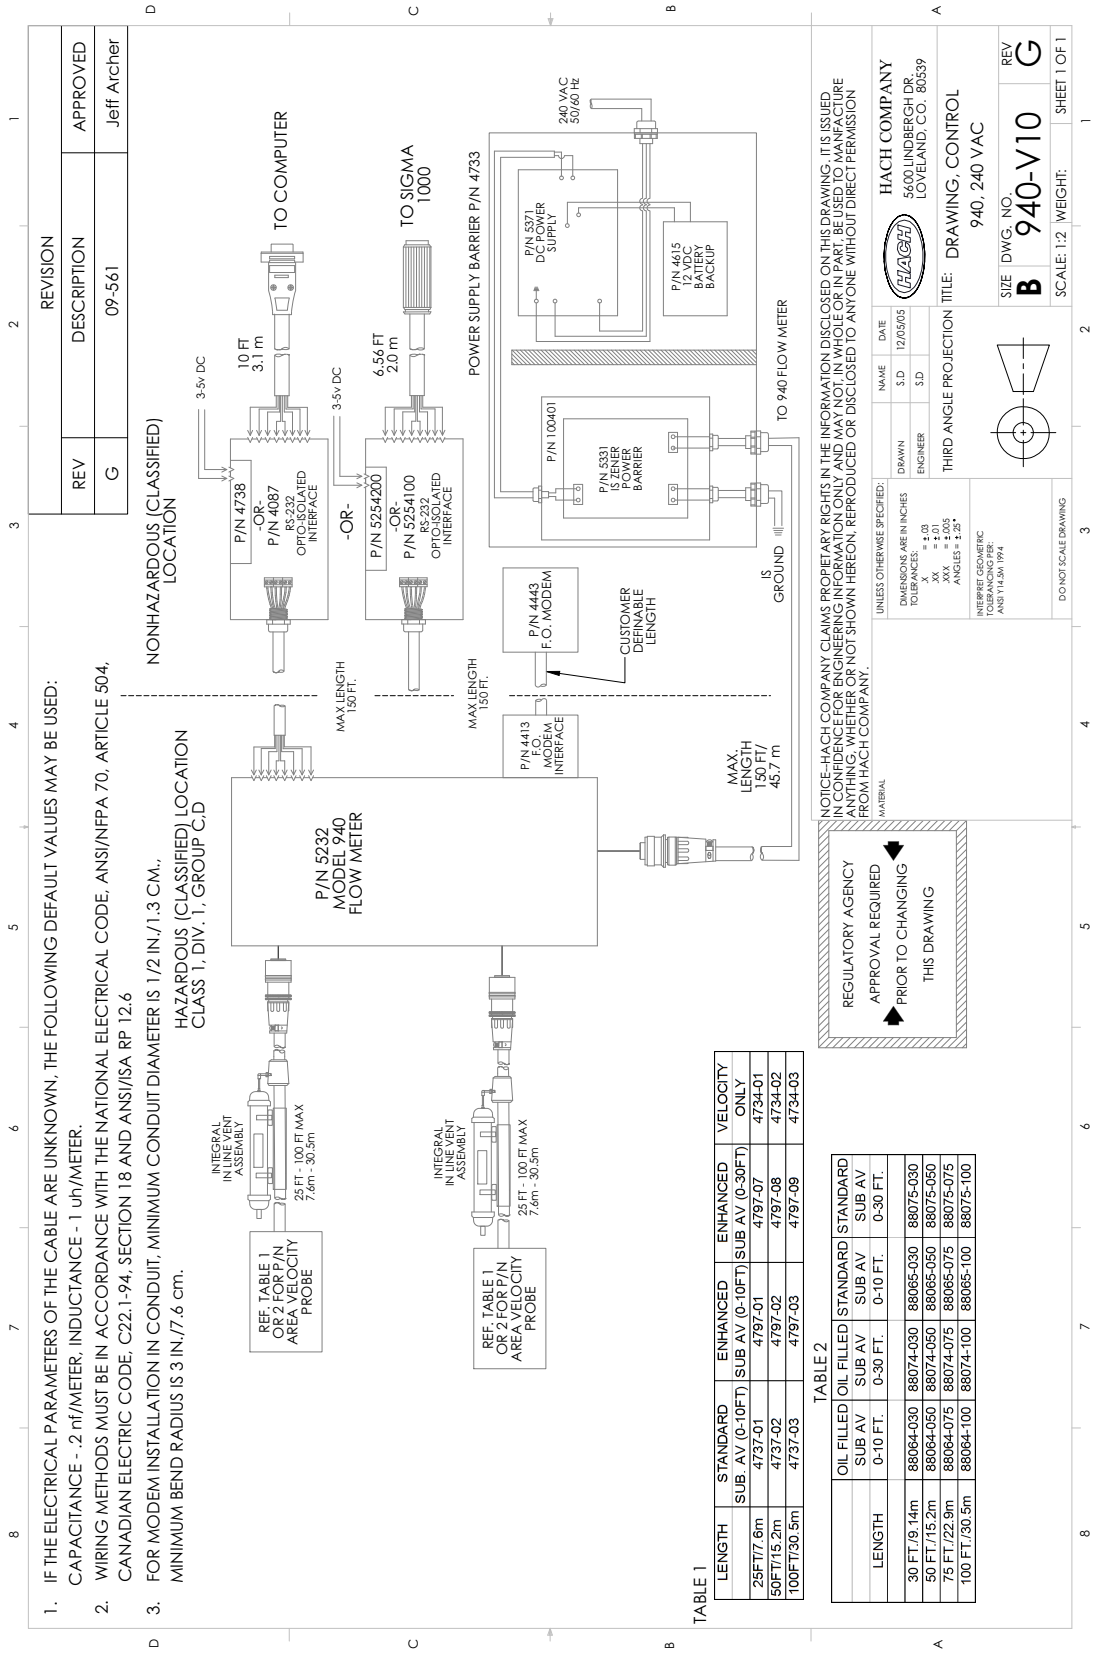 8 7 6 5 4 3 2 1
D
C
B
A
1. IF THE ELECTRICAL PARAMETERS OF THE CABLE ARE UNKNOWN, THE FOLLOWING DEFAULT VALUES MAY BE USED:
CAPACITANCE - .2 nf/METER, INDUCTANCE - 1 uh/METER.
2. WIRING METHODS MUST BE IN ACCORDANCE WITH THE NATIONAL ELECTRICAL CODE, ANSI/NFPA 70, ARTICLE 504,
CANADIAN ELECTRIC CODE, C22.1-94, SECTION 18 AND ANSI/ISA RP 12.6
3. FOR MODEM INSTALLATION IN CONDUIT, MINIMUM CONDUIT DIAMETER IS 1/2 IN./1.3 CM.,
MINIMUM BEND RADIUS IS 3 IN./7.6 cm.
REVISION
REV DESCRIPTION APPROVED
G 09-561 Jeff Archer
HAZARDOUS (CLASSIFIED) LOCATION
CLASS 1, DIV. 1, GROUP C,D
NONHAZARDOUS (CLASSIFIED)
LOCATION
INTEGRAL
IN LINE VENT
ASSEMBLY
25 FT - 100 FT MAX
7.6m - 30.5m
REF. TABLE 1
OR 2 FOR P/N
AREA VELOCITY
PROBE
INTEGRAL
IN LINE VENT
ASSEMBLY
25 FT - 100 FT MAX
7.6m - 30.5m
REF. TABLE 1
OR 2 FOR P/N
AREA VELOCITY
PROBE
P/N 5232
MODEL 940
FLOW METER
MAX LENGTH
150 FT.
MAX LENGTH
150 FT.
3-5v DC
P/N 4738
-OR-
P/N 4087
RS-232
OPTO-ISOLATED
INTERFACE
10 FT
3.1 m
TO COMPUTER
-OR-
3-5v DC
P/N 5254200
-OR-
P/N 5254100
RS-232
OPTO-ISOLATED
INTERFACE
6.56 FT
2.0 m
TO SIGMA
1000
P/N 4413
F.O.
MODEM
INTERFACE
P/N 4443
F.O. MODEM
CUSTOMER
DEFINABLE
LENGTH
MAX.
LENGTH
150 FT/
45.7 m
POWER SUPPLY BARRIER P/N 4733
P/N 100401
P/N 5331
IS ZENER
POWER
BARRIER
P/N 5371
DC POWER
SUPPLY
P/N 4615
12 VDC
BATTERY
BACKUP
240 VAC
50/60 Hz
IS
GROUND
TO 940 FLOW METER
TABLE 1
LENGTH STANDARD ENHANCED ENHANCED VELOCITY
SUB. AV (0-10FT) SUB AV (0-10FT) SUB AV (0-30FT) ONLY
25FT/7.6m 4737-01 4797-01 4797-07 4734-01
50FT/15.2m 4737-02 4797-02 4797-08 4734-02
100FT/30.5m 4737-03 4797-03 4797-09 4734-03
TABLE 2
OIL FILLED OIL FILLED STANDARD STANDARD
SUB AV SUB AV SUB AV SUB AV
LENGTH 0-10 FT. 0-30 FT. 0-10 FT. 0-30 FT.
30 FT./9.14m 88064-030 88074-030 88065-030 88075-030
50 FT./15.2m 88064-050 88074-050 88065-050 88075-050
75 FT./22.9m 88064-075 88074-075 88065-075 88075-075
100 FT./30.5m 88064-100 88074-100 88065-100 88075-100
REGULATORY AGENCY
APPROVAL REQUIRED
PRIOR TO CHANGING
THIS DRAWING
NOTICE--HACH COMPANY CLAIMS PROPIETARY RIGHTS IN THE INFORMATION DISCLOSED ON THIS DRAWING. IT IS ISSUED
IN CONFIDENCE FOR ENGINEERING INFORMATION ONLY AND MAY NOT, IN WHOLE OR IN PART, BE USED TO MANFACTURE
ANYTHING, WHETHER OR NOT SHOWN HEREON, REPRODUCED OR DISCLOSED TO ANYONE WITHOUT DIRECT PERMISSION
FROM HACH COMPANY.
MATERIAL
UNLESS OTHERWISE SPECIFIED:
DIMENSIONS ARE IN INCHES
TOLERANCES:
.X = ±.03
.XX = ±.01
.XXX = ±.005
ANGLES = ±.25°
INTERPRET GEOMETRIC
TOLERANCING PER:
ANSI Y14.5M 1994
DO NOT SCALE DRAWING
NAME DATE
DRAWN S.D 12/05/05
ENGINEER S.D
THIRD ANGLE PROJECTION
HACH
HACH COMPANY
5600 LINDBERGH DR.
LOVELAND, CO. 80539
TITLE: DRAWING, CONTROL
940, 240 VAC
SIZE DWG. NO. REV
B 940-V10 G
SCALE: 1:2 WEIGHT: SHEET 1 OF 1
D
C
B
A
8 7 6 5 4 3 2 1